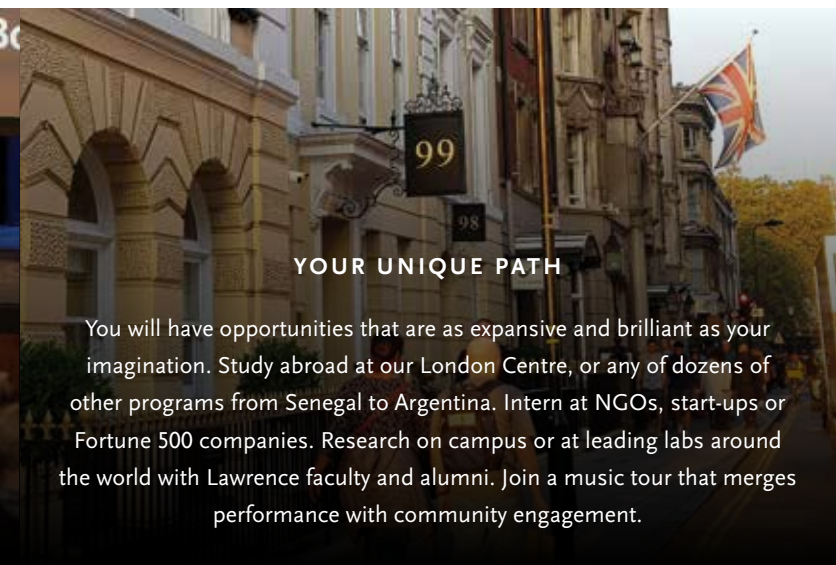 Bo
99
98
YOUR UNIQUE PATH
You will have opportunities that are as expansive and brilliant as your
imagination. Study abroad at our London Centre, or any of dozens of
other programs from Senegal to Argentina. Intern at NGOs, start-ups or
Fortune 500 companies. Research on campus or at leading labs around
the world with Lawrence faculty and alumni. Join a music tour that merges
performance with community engagement.